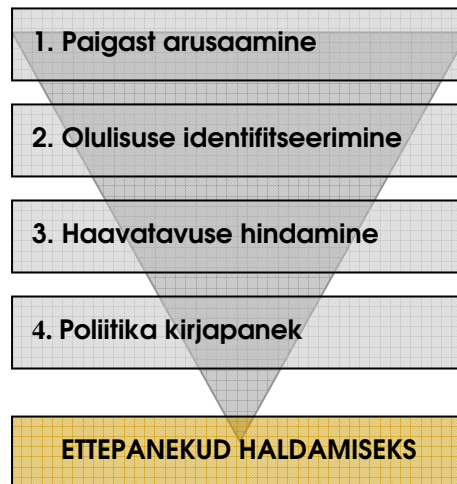 1. Paigast arusaamine
2. Olulisuse identifitseerimine
3. Haavatavuse hindamine
4. Poliitika kirjapanek
ETTEPANEKUD HALDAMISEKS